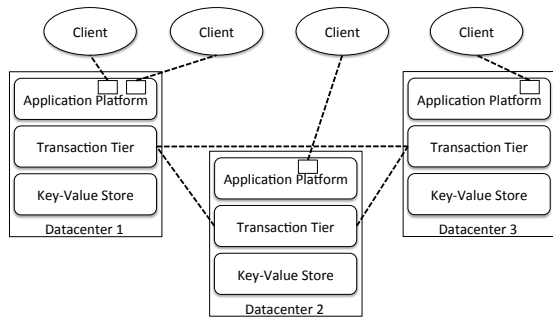 Client
Client
Client
Client
Application Platform
Transaction Tier
Key-Value Store
Datacenter 1
Application Platform
Transaction Tier
Key-Value Store
Datacenter 2
Application Platform
Transaction Tier
Key-Value Store
Datacenter 3